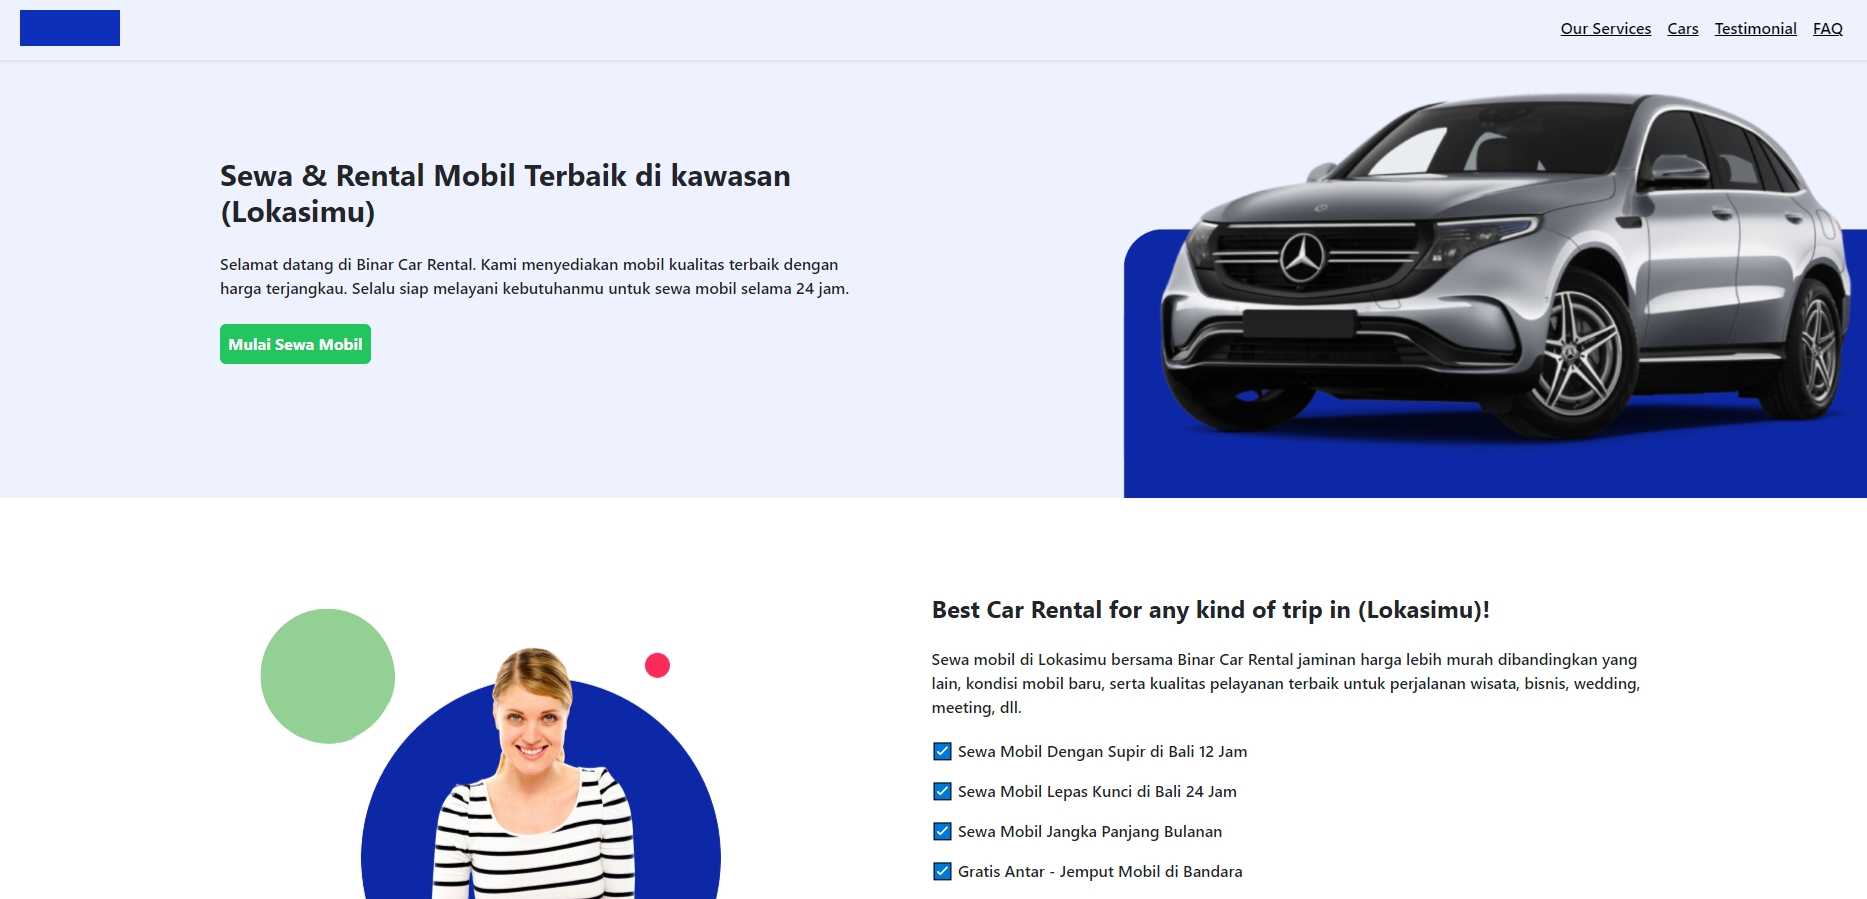 Our Services Cars Testimonial FAQ
Sewa & Rental Mobil Terbaik di kawasan
(Lokasimu)
Selamat datang di Binar Car Rental. Kami menyediakan mobil kualitas terbaik dengan
harga terjangkau. Selalu siap melayani kebutuhanmu untuk sewa mobil selama 24 jam.
Mulai Sewa Mobil
Best Car Rental for any kind of trip in (Lokasimu)!
Sewa mobil di Lokasimu bersama Binar Car Rental jaminan harga lebih murah dibandingkan yang
lain, kondisi mobil baru, serta kualitas pelayanan terbaik untuk perjalanan wisata, bisnis, wedding,
meeting, dll.
Sewa Mobil Dengan Supir di Bali 12 Jam
Sewa Mobil Lepas Kunci di Bali 24 Jam
Sewa Mobil Jangka Panjang Bulanan
Gratis Antar - Jemput Mobil di Bandara